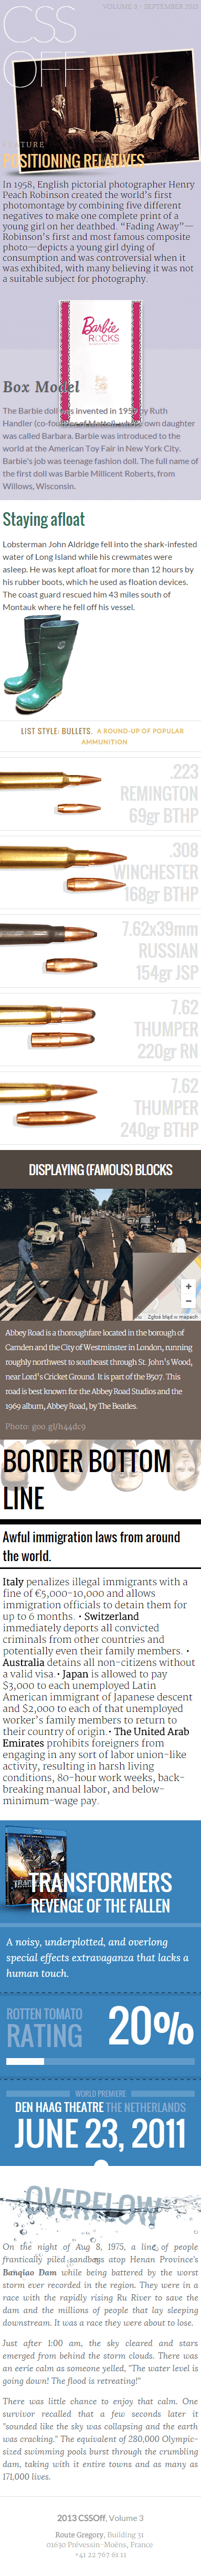 CSS
OFF
VOLUME 3 - SEPTEMBER 2013
FEATURE
POSITIONING RELATIVES
In 1958, English pictorial photographer Henry
Peach Robinson created the world's first
photomontage by combining five different
negatives to make one complete print of a
young girl on her deathbed. "Fading Away"—
Robinson's first and most famous composite
photo—depicts a young girl dying of
consumption and was controversial when it
was exhibited, with many believing it was not
a suitable subject for photography.
Barbie
ROCKS
Box Model
The Barbie doll was invented in 1959 by Ruth
Handler (co-founder of Mattel), whose own daughter
was called Barbara. Barbie was introduced to the
world at the American Toy Fair in New York City.
Barbie's job was teenage fashion doll. The full name of
the first doll was Barbie Millicent Roberts, from
Willows, Wisconsin.
Staying afloat
Lobsterman John Aldridge fell into the shark-infested
water of Long Island while his crewmates were
asleep. He was kept afloat for more than 12 hours by
his rubber boots, which he used as floation devices.
The coast guard rescued him 43 miles south of
Montauk where he fell off his vessel.
LIST STYLE: BULLETS. A ROUND-UP OF POPULAR
AMMUNITION
.223
REMINGTON
69gr BTHP
.308
WINCHESTER
168gr BTHP
7.62x39mm
RUSSIAN
154gr JSP
7.62
THUMPER
220gr RN
7.62
THUMPER
240gr BTHP
DISPLAYING (FAMOUS) BLOCKS
+
−
Zgłoś błąd w mapach
Abbey Road is a thoroughfare located in the borough of
Camden and the City of Westminster in London, running
roughly northwest to southeast through St. John's Wood,
near Lord's Cricket Ground. It is part of the B507. This
road is best known for the Abbey Road Studios and the
1969 album, Abbey Road, by The Beatles.
Photo: goo.gl/h44dc9
BORDER BOTTOM
LINE
Awful immigration laws from around
the world.
Italy penalizes illegal immigrants with a
fine of €5,000-10,000 and allows
immigration officials to detain them for
up to 6 months. • Switzerland
immediately deports all convicted
criminals from other countries and
potentially even their family members. •
Australia detains all non-citizens without
a valid visa. • Japan is allowed to pay
$3,000 to each unemployed Latin
American immigrant of Japanese descent
and $2,000 to each of that unemployed
worker's family members to return to
their country of origin. • The United Arab
Emirates prohibits foreigners from
engaging in any sort of labor union-like
activity, resulting in harsh living
conditions, 80-hour work weeks, back-
breaking manual labor, and below-
minimum-wage pay.
TRANSFORMERS
REVENGE OF THE FALLEN
A noisy, underplotted, and overlong
special effects extravaganza that lacks a
human touch.
ROTTEN TOMATO
RATING
20%
WORLD PREMIERE
DEN HAAG THEATRE THE NETHERLANDS
JUNE 23, 2011
OVERFLOW
On the night of Aug 8, 1975, a line of people
frantically piled sandbags atop Henan Province's
Banqiao Dam while being battered by the worst
storm ever recorded in the region. They were in a
race with the rapidly rising Ru River to save the
dam and the millions of people that lay sleeping
downstream. It was a race they were about to lose.
Just after 1:00 am, the sky cleared and stars
emerged from behind the storm clouds. There was
an eerie calm as someone yelled, "The water level is
going down! The flood is retreating!"
There was little chance to enjoy that calm. One
survivor recalled that a few seconds later it
"sounded like the sky was collapsing and the earth
was cracking." The equivalent of 280,000 Olympic-
sized swimming pools burst through the crumbling
dam, taking with it entire towns and as many as
171,000 lives.
2013 CSSOff, Volume 3
Route Gregory, Building 31
01630 Prévessin-Moëns, France
+41 22 767 61 11